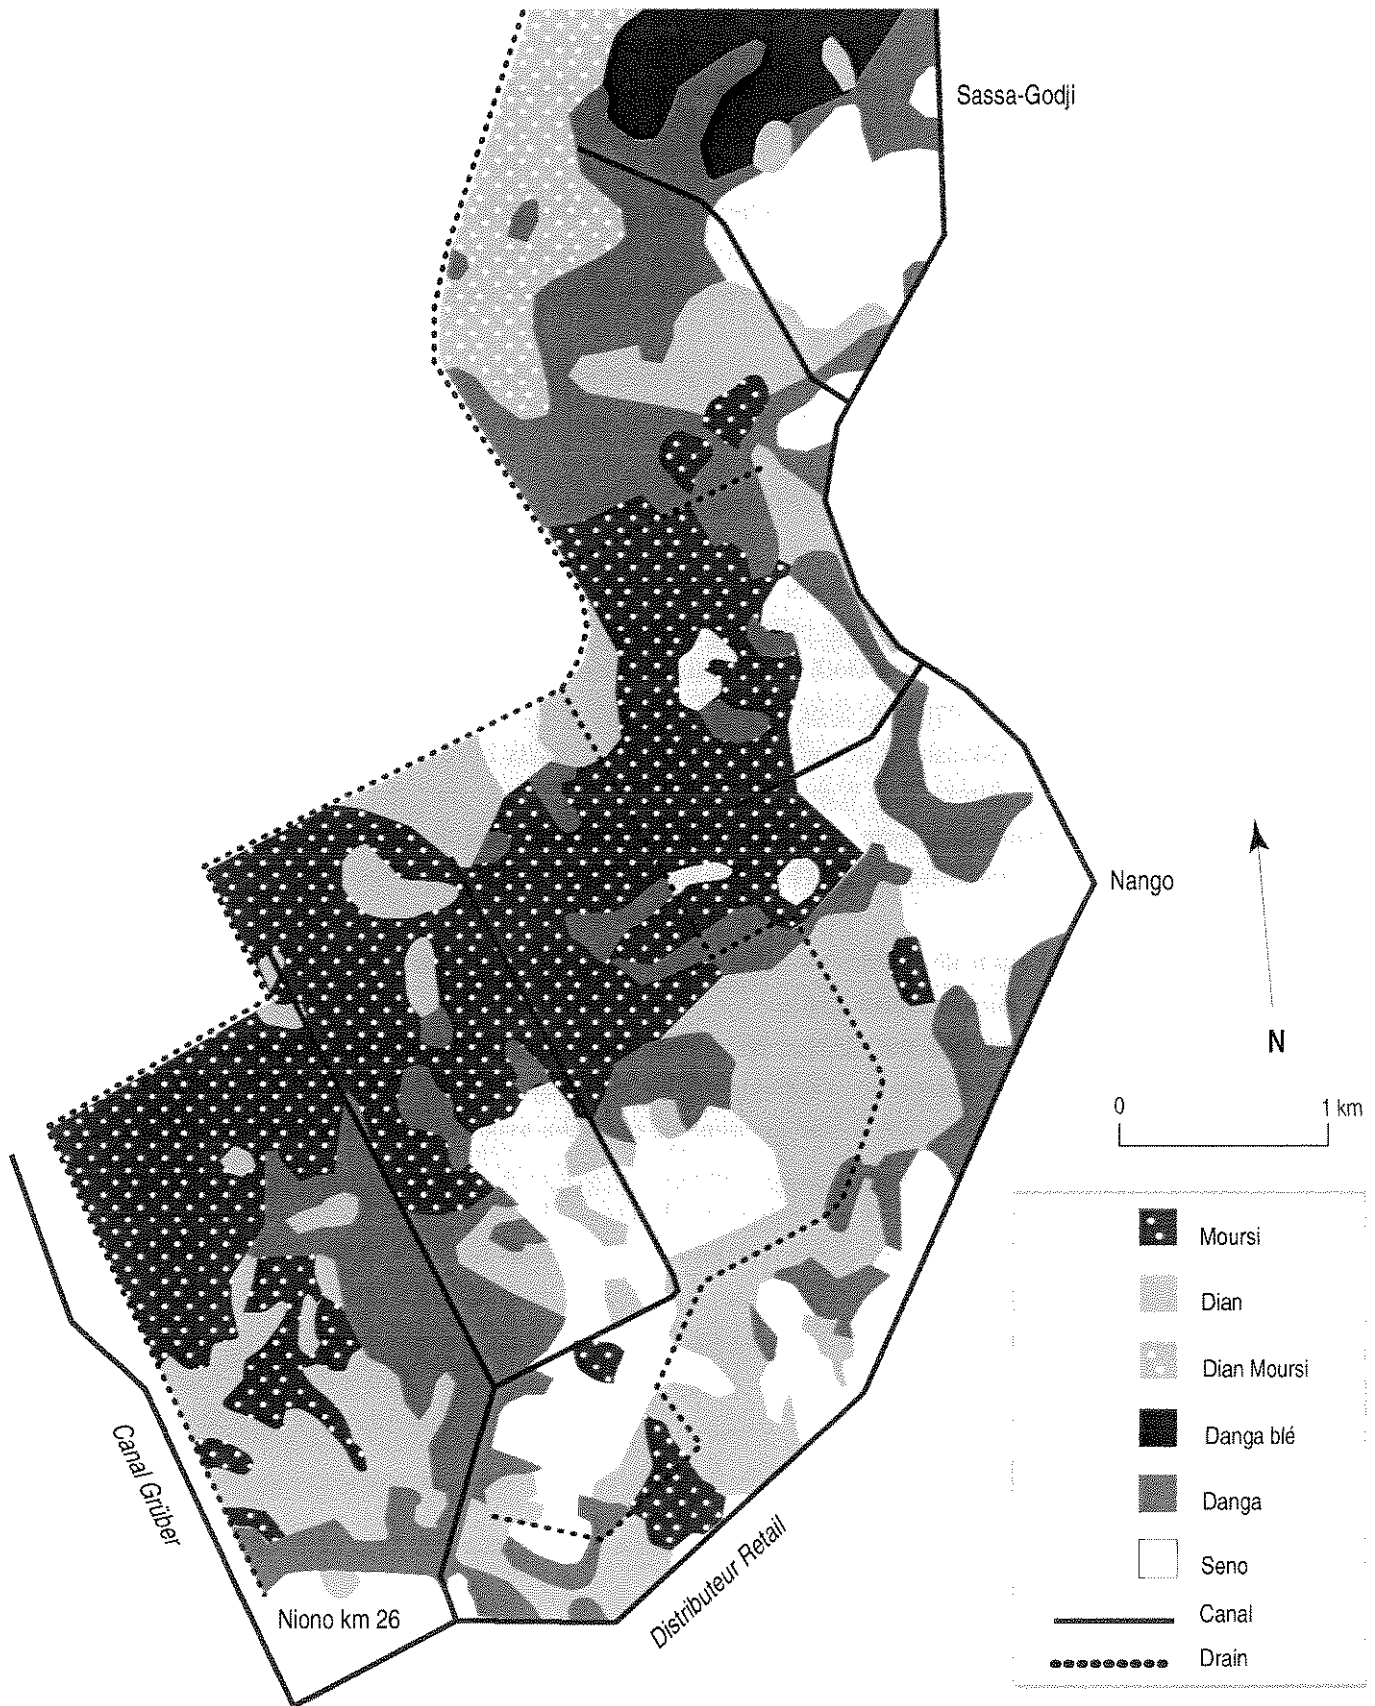 Sassa-Godji
Nango
N
0 1 km
Moursi
Dian
Dian Moursi
Danga blé
Danga
Seno
Canal
Drain
Canal Grüber
Distributeur Retail
Niono km 26